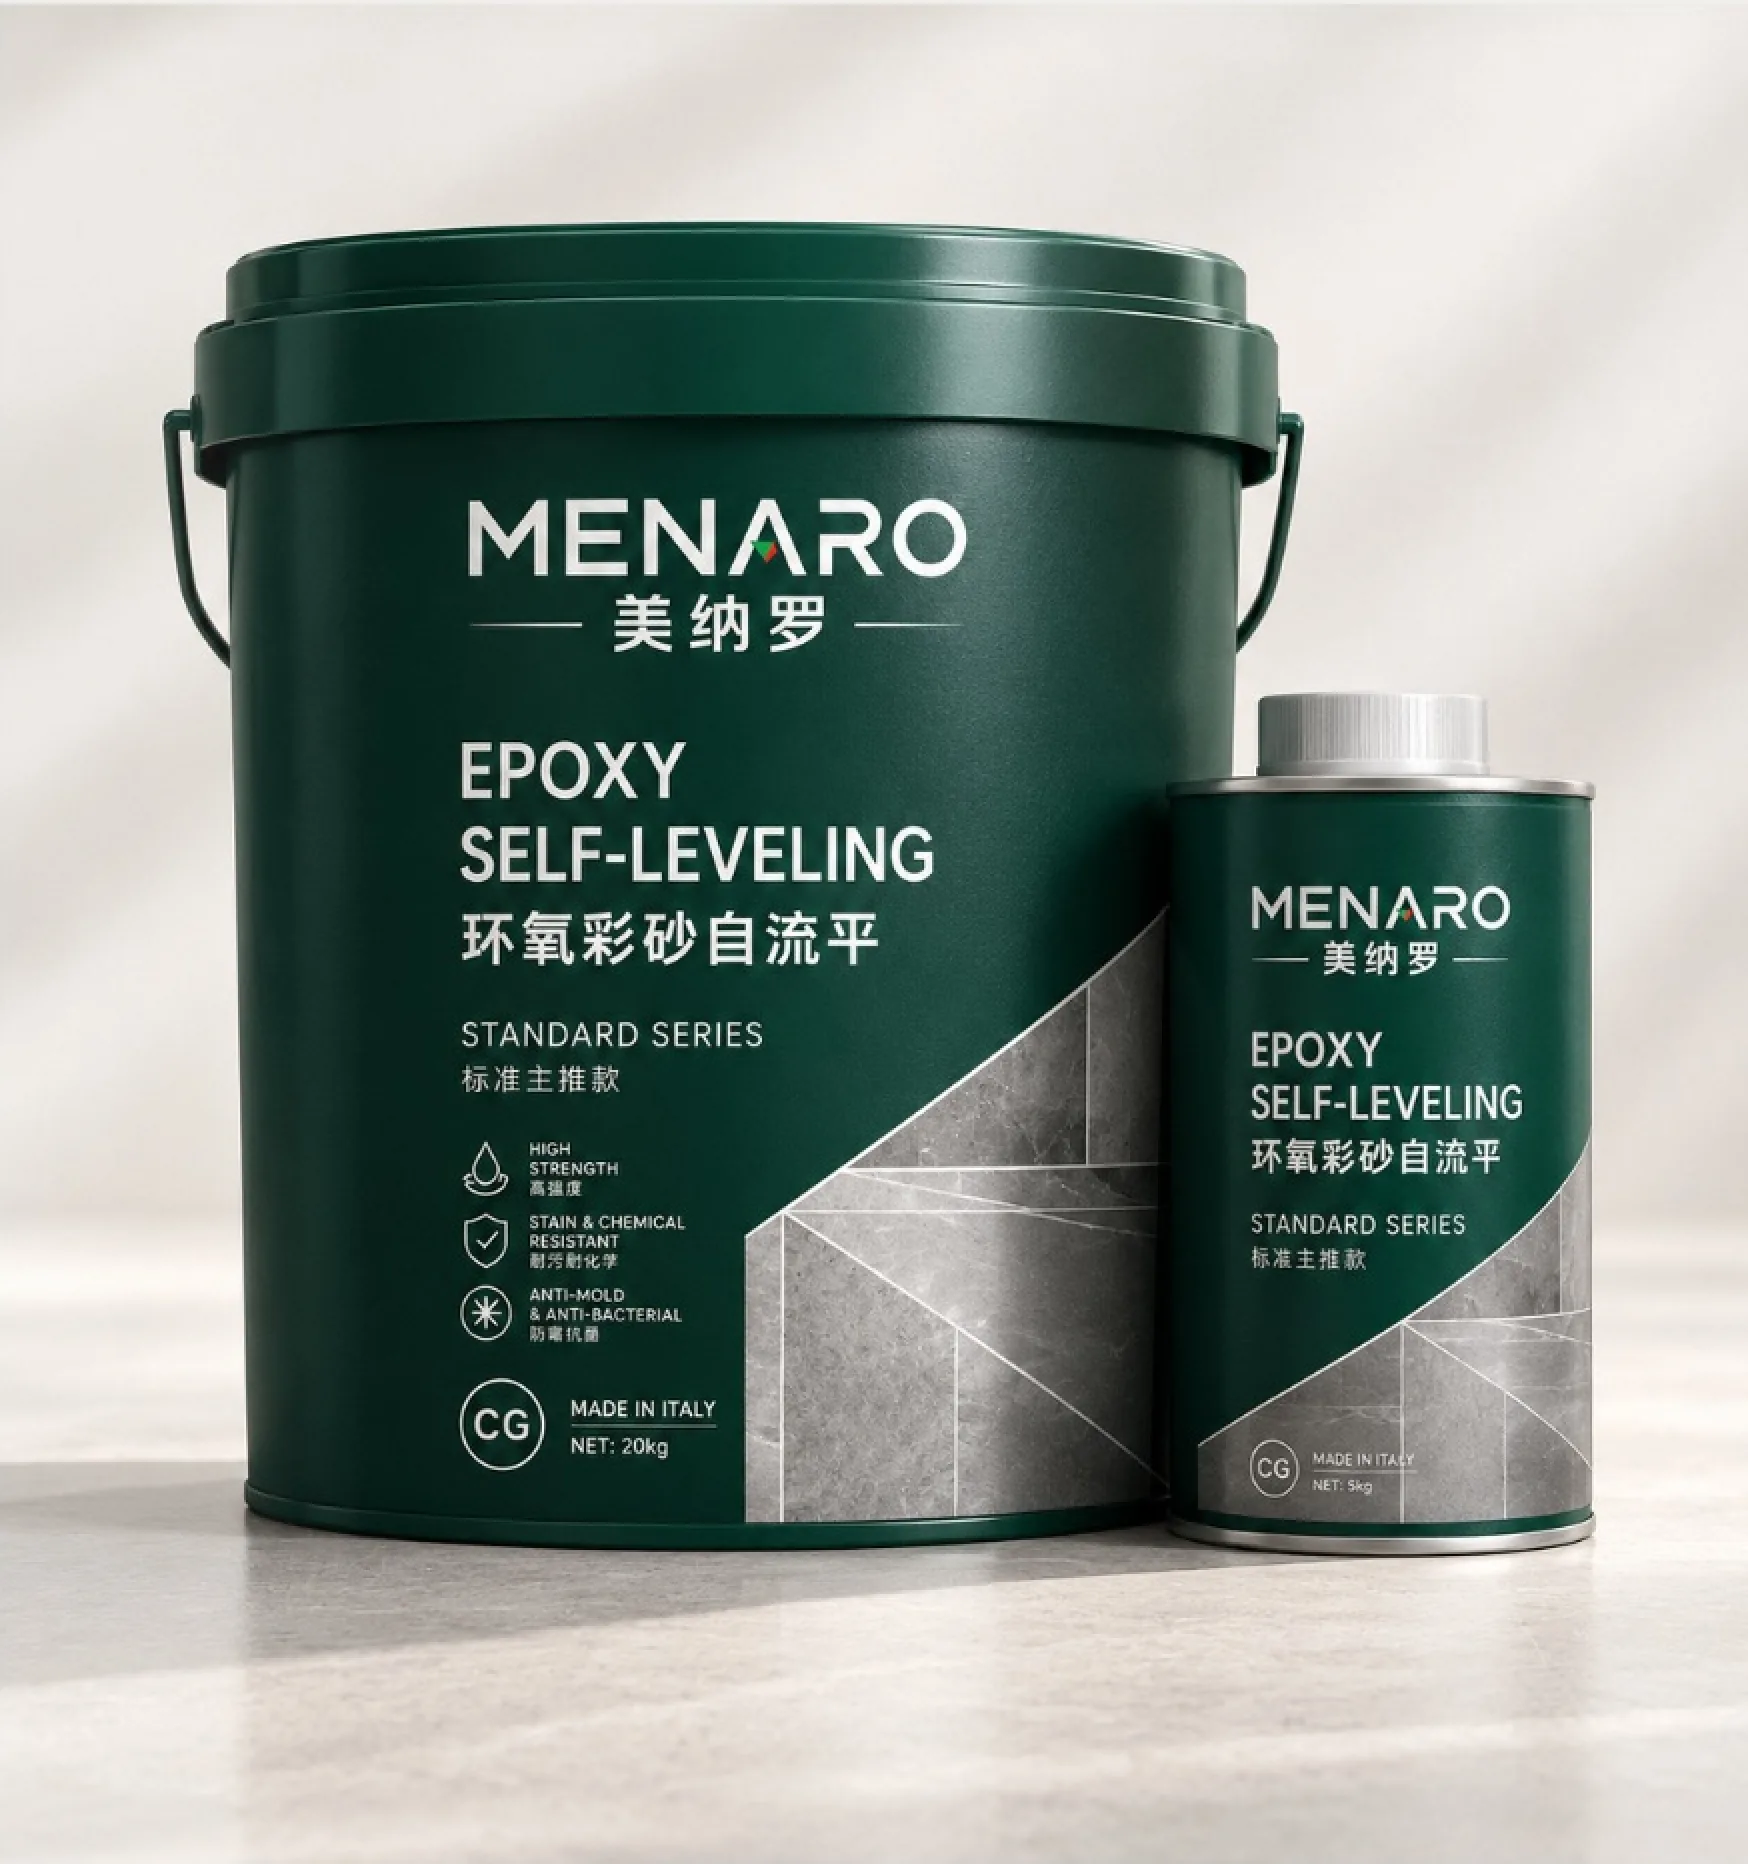 MENARO
美纳罗
EPOXY
SELF-LEVELING
环氧彩砂自流平
STANDARD SERIES
标准主推款
HIGH
STRENGTH
高强度
STAIN & CHEMICAL
RESISTANT
耐污耐化学
ANTI-MOLD
& ANTI-BACTERIAL
防霉抗菌
CG
MADE IN ITALY
NET: 20kg
MENARO
美纳罗
EPOXY
SELF-LEVELING
环氧彩砂自流平
STANDARD SERIES
标准主推款
CG
MADE IN ITALY
NET: 5kg